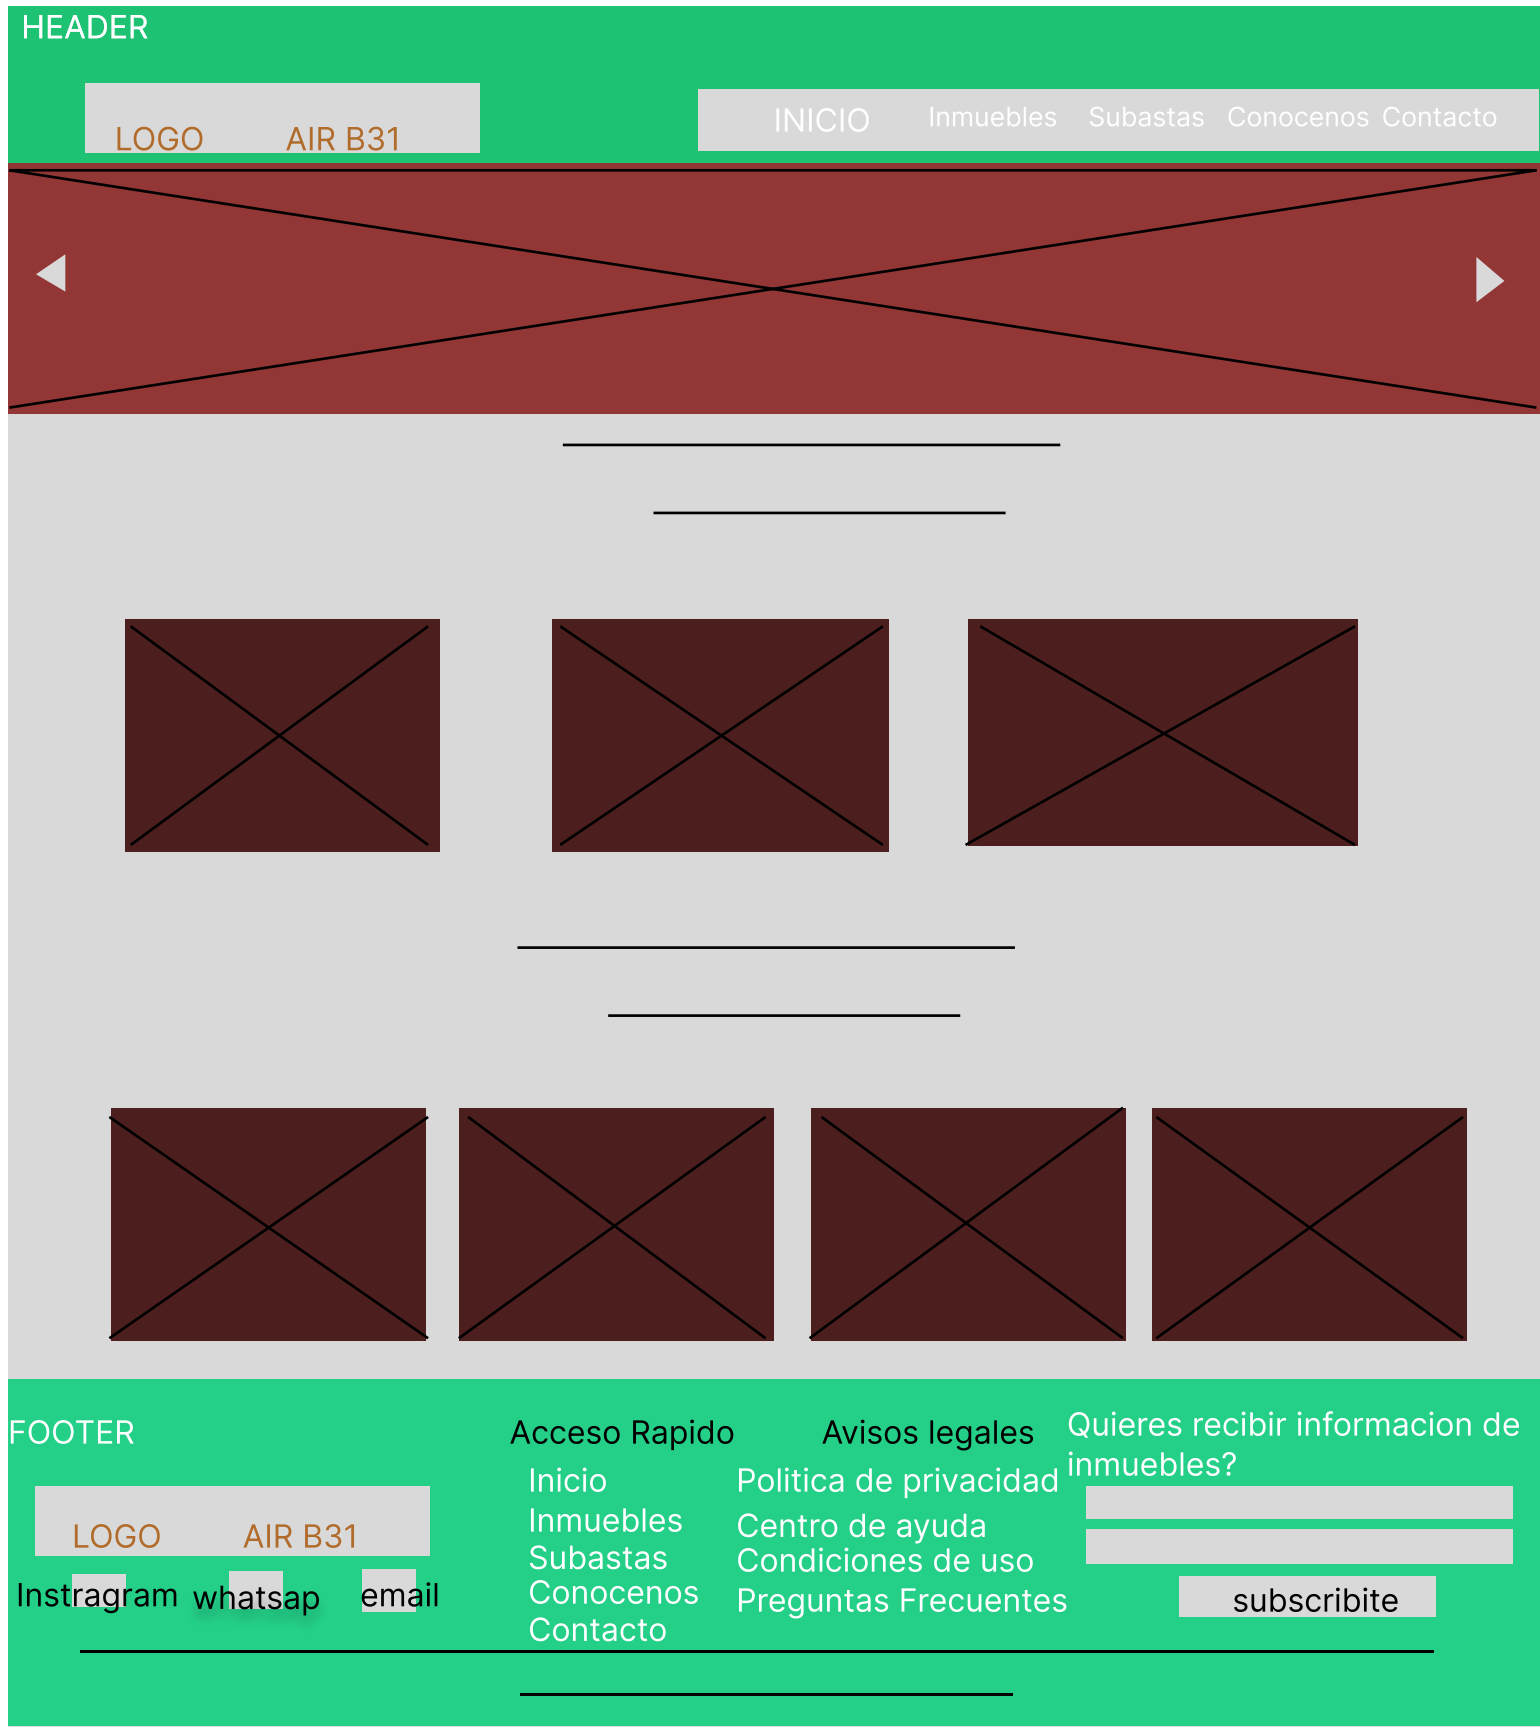 HEADER
LOGO AIR B31
INICIO Inmuebles Subastas Conocenos Contacto
FOOTER
LOGO AIR B31
Instragram whatsap email
Acceso Rapido
Inicio
Inmuebles
Subastas
Conocenos
Contacto
Avisos legales
Politica de privacidad
Centro de ayuda
Condiciones de uso
Preguntas Frecuentes
Quieres recibir informacion de
inmuebles?
subscribite